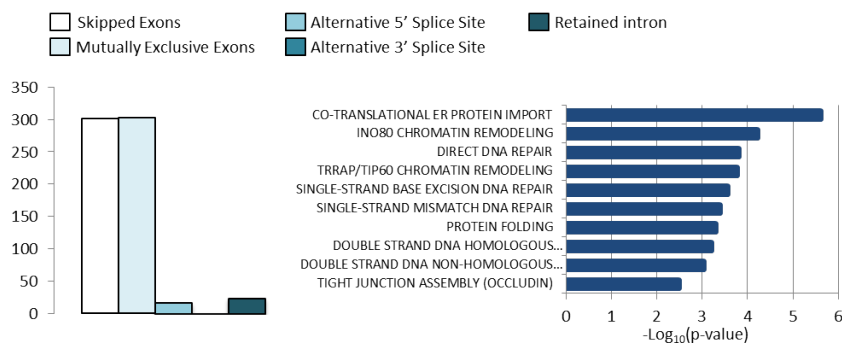 Skipped Exons
Mutually Exclusive Exons
Alternative 5’ Splice Site
Alternative 3’ Splice Site
Retained intron
350
300
250
200
150
100
50
0
CO-TRANSLATIONAL ER PROTEIN IMPORT
INO80 CHROMATIN REMODELING
DIRECT DNA REPAIR
TRRAP/TIP60 CHROMATIN REMODELING
SINGLE-STRAND BASE EXCISION DNA REPAIR
SINGLE-STRAND MISMATCH DNA REPAIR
PROTEIN FOLDING
DOUBLE STRAND DNA HOMOLOGOUS...
DOUBLE STRAND DNA NON-HOMOLOGOUS...
TIGHT JUNCTION ASSEMBLY (OCCLUDIN)
0 1 2 3 4 5 6
-Log10(p-value)